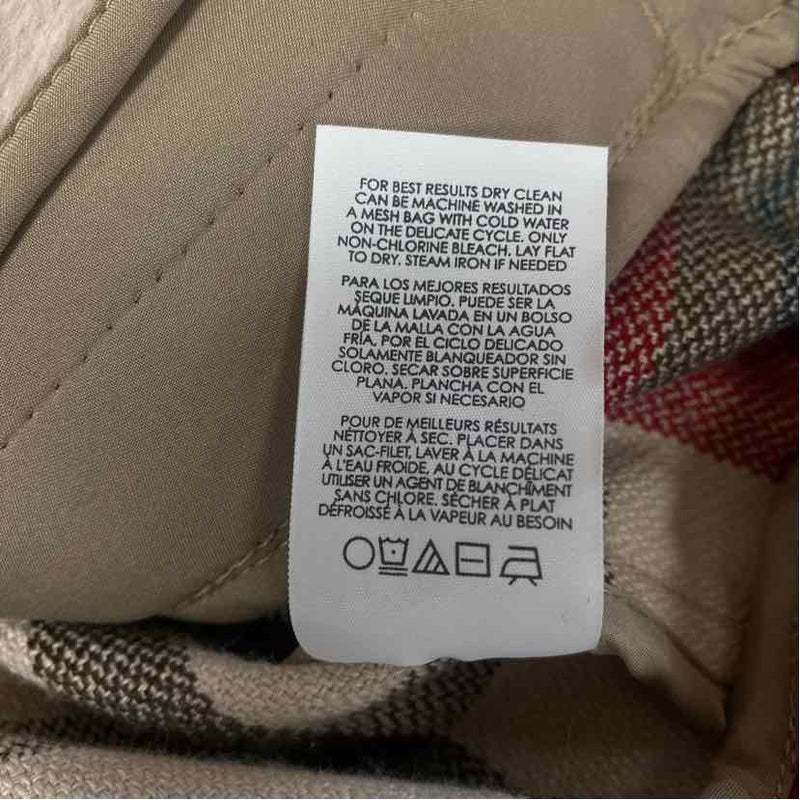 FOR BEST RESULTS DRY CLEAN
CAN BE MACHINE WASHED IN
A MESH BAG WITH COLD WATER
ON THE DELICATE CYCLE. ONLY
NON-CHLORINE BLEACH. LAY FLAT
TO DRY. STEAM IRON IF NEEDED
PARA LOS MEJORES RESULTADOS
SEQUE LIMPIO. PUEDE SER LA
MÁQUINA LAVADA EN UN BOLSO
DE LA MALLA CON LA AGUA
FRÍA, POR EL CICLO DELICADO
SOLAMENTE BLANQUEADOR SIN
CLORO. SECAR SOBRE SUPERFICIE
PLANA. PLANCHA CON EL
VAPOR SI NECESARIO
POUR DE MEILLEURS RÉSULTATS
NÉTTOYER À SEC. PLACER DANS
UN SAC-FILET, LAVER À LA MACHINE
À L'EAU FROIDE, AU CYCLE DÉLICAT
UTILISER UN AGENT DE BLANCHÎMENT
SANS CHLORE. SÉCHER À PLAT
DÉFROISSÉ À LA VAPEUR AU BESOIN